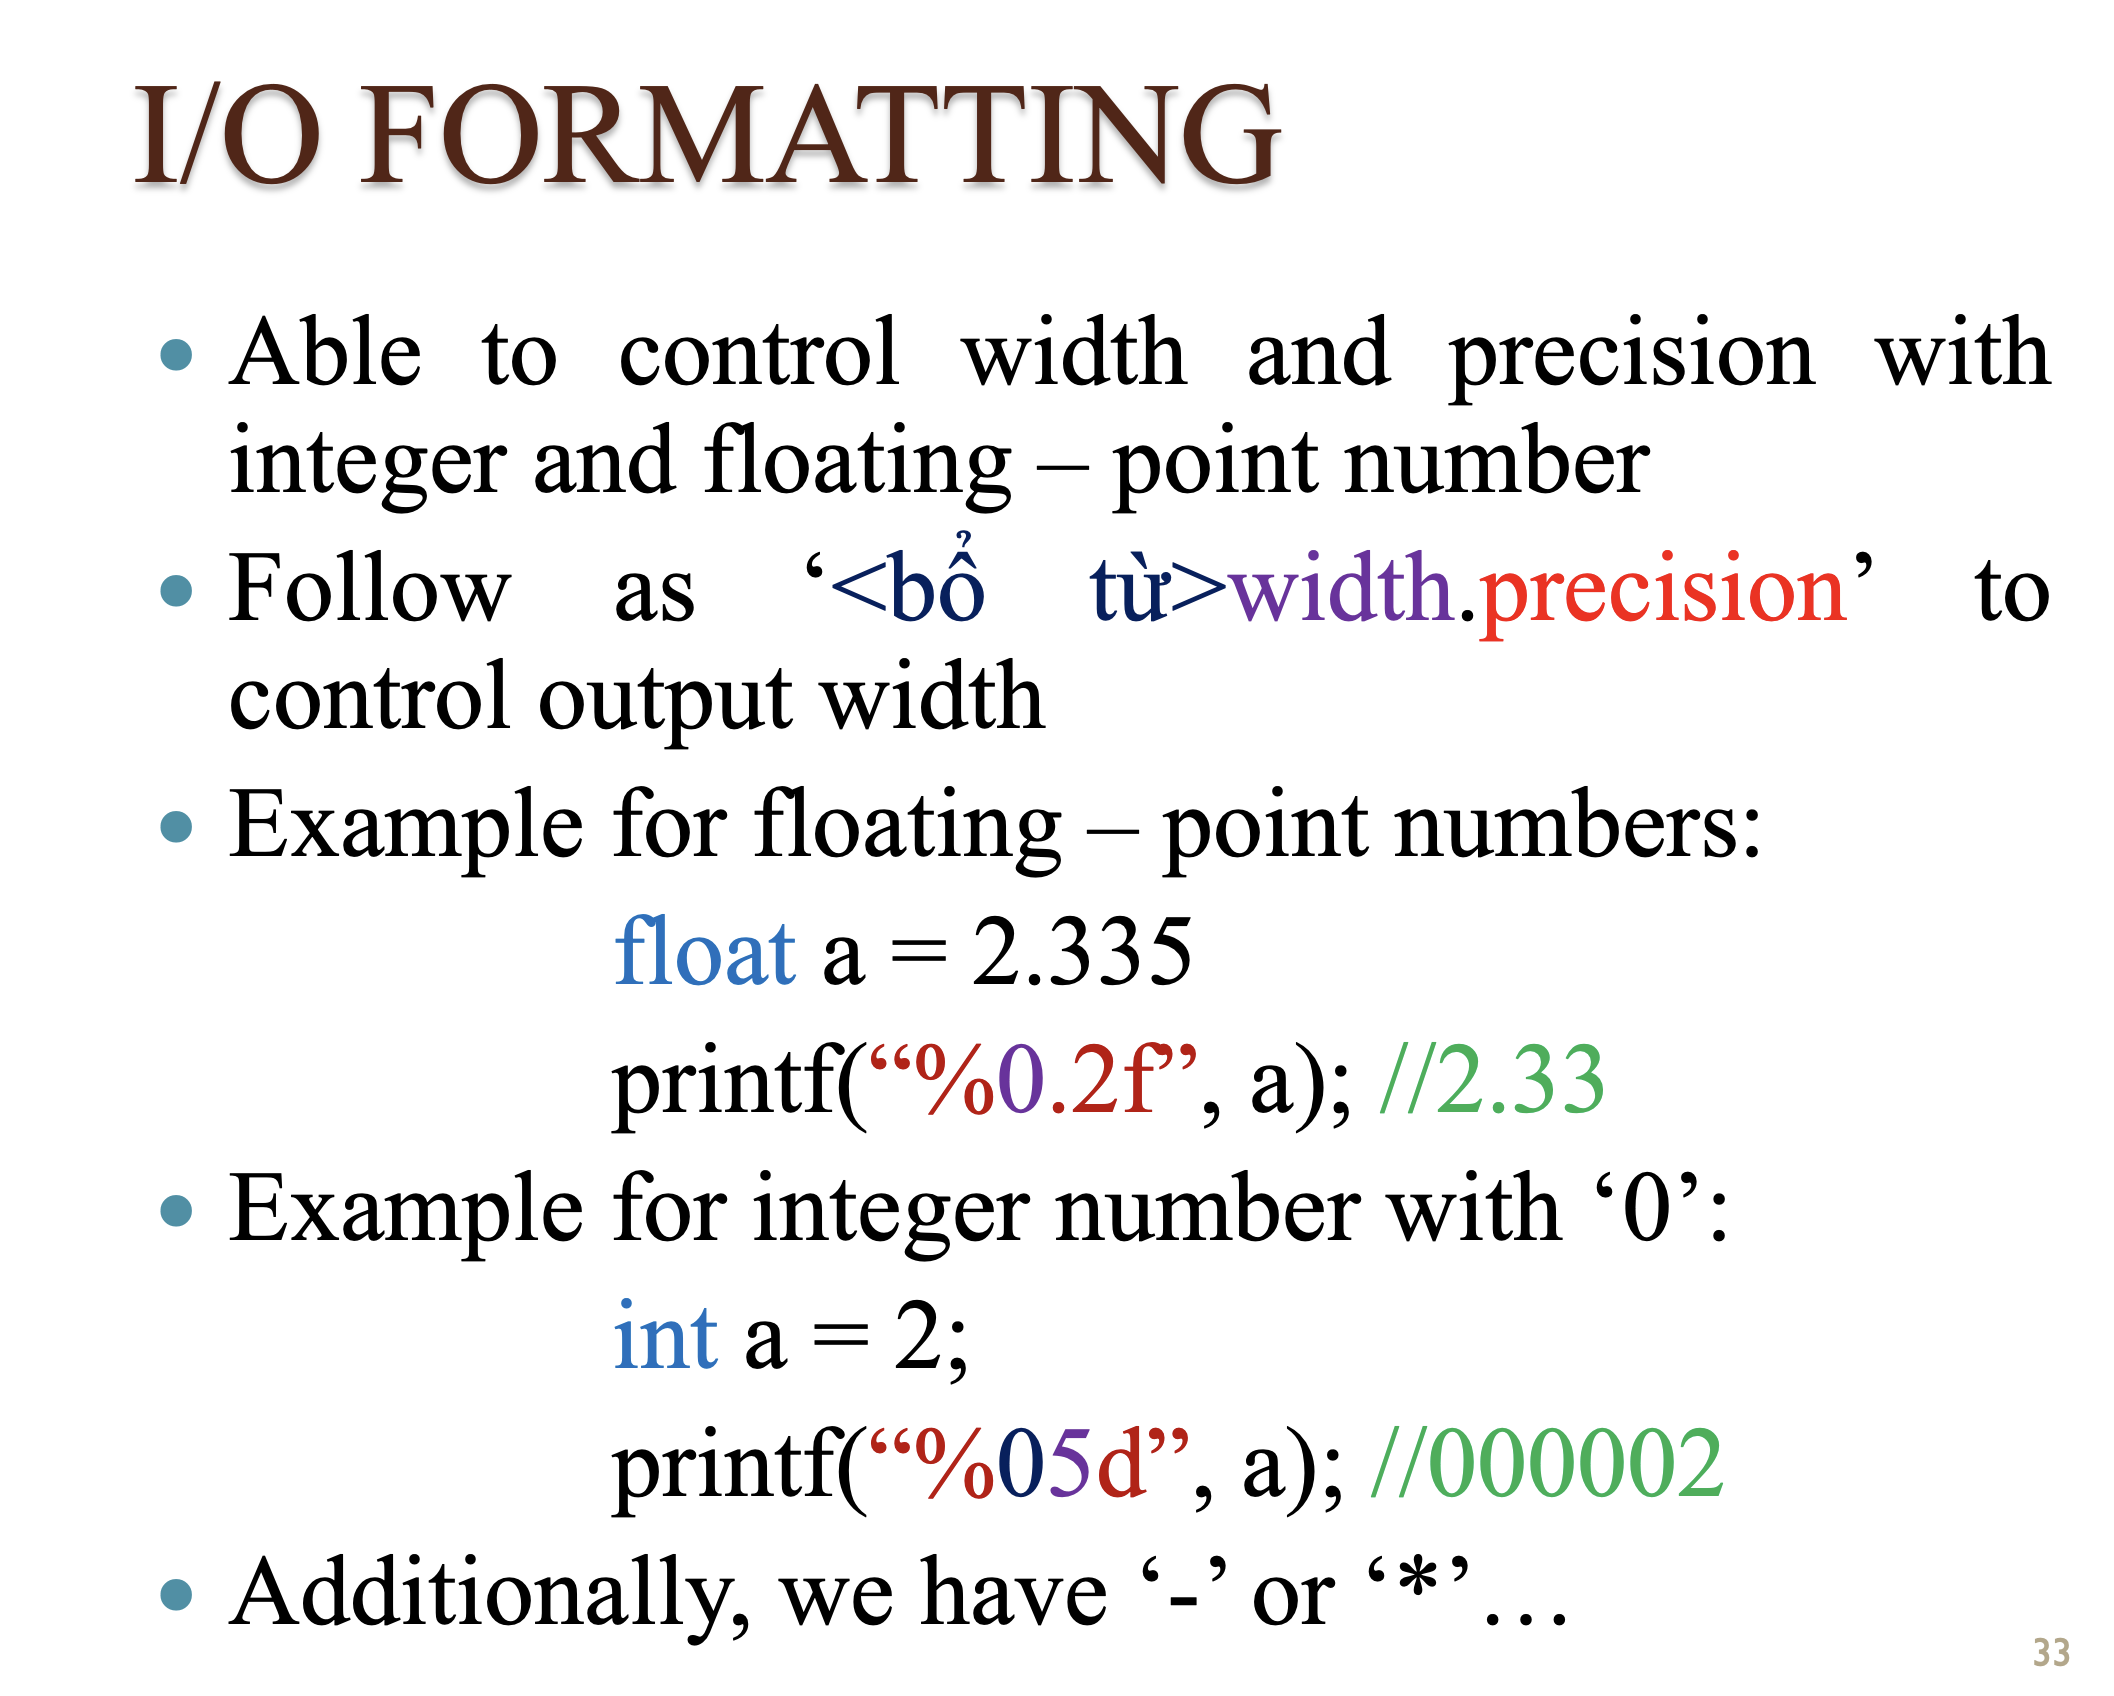 I/O FORMATTING
• Able to control width and precision with
integer and floating – point number
• Follow as ‘<bổ từ>width.precision’ to
control output width
• Example for floating – point numbers:
float a = 2.335
printf(“%0.2f”, a); //2.33
• Example for integer number with ‘0’:
int a = 2;
printf(“%05d”, a); //000002
• Additionally, we have ‘-’ or ‘*’…
33